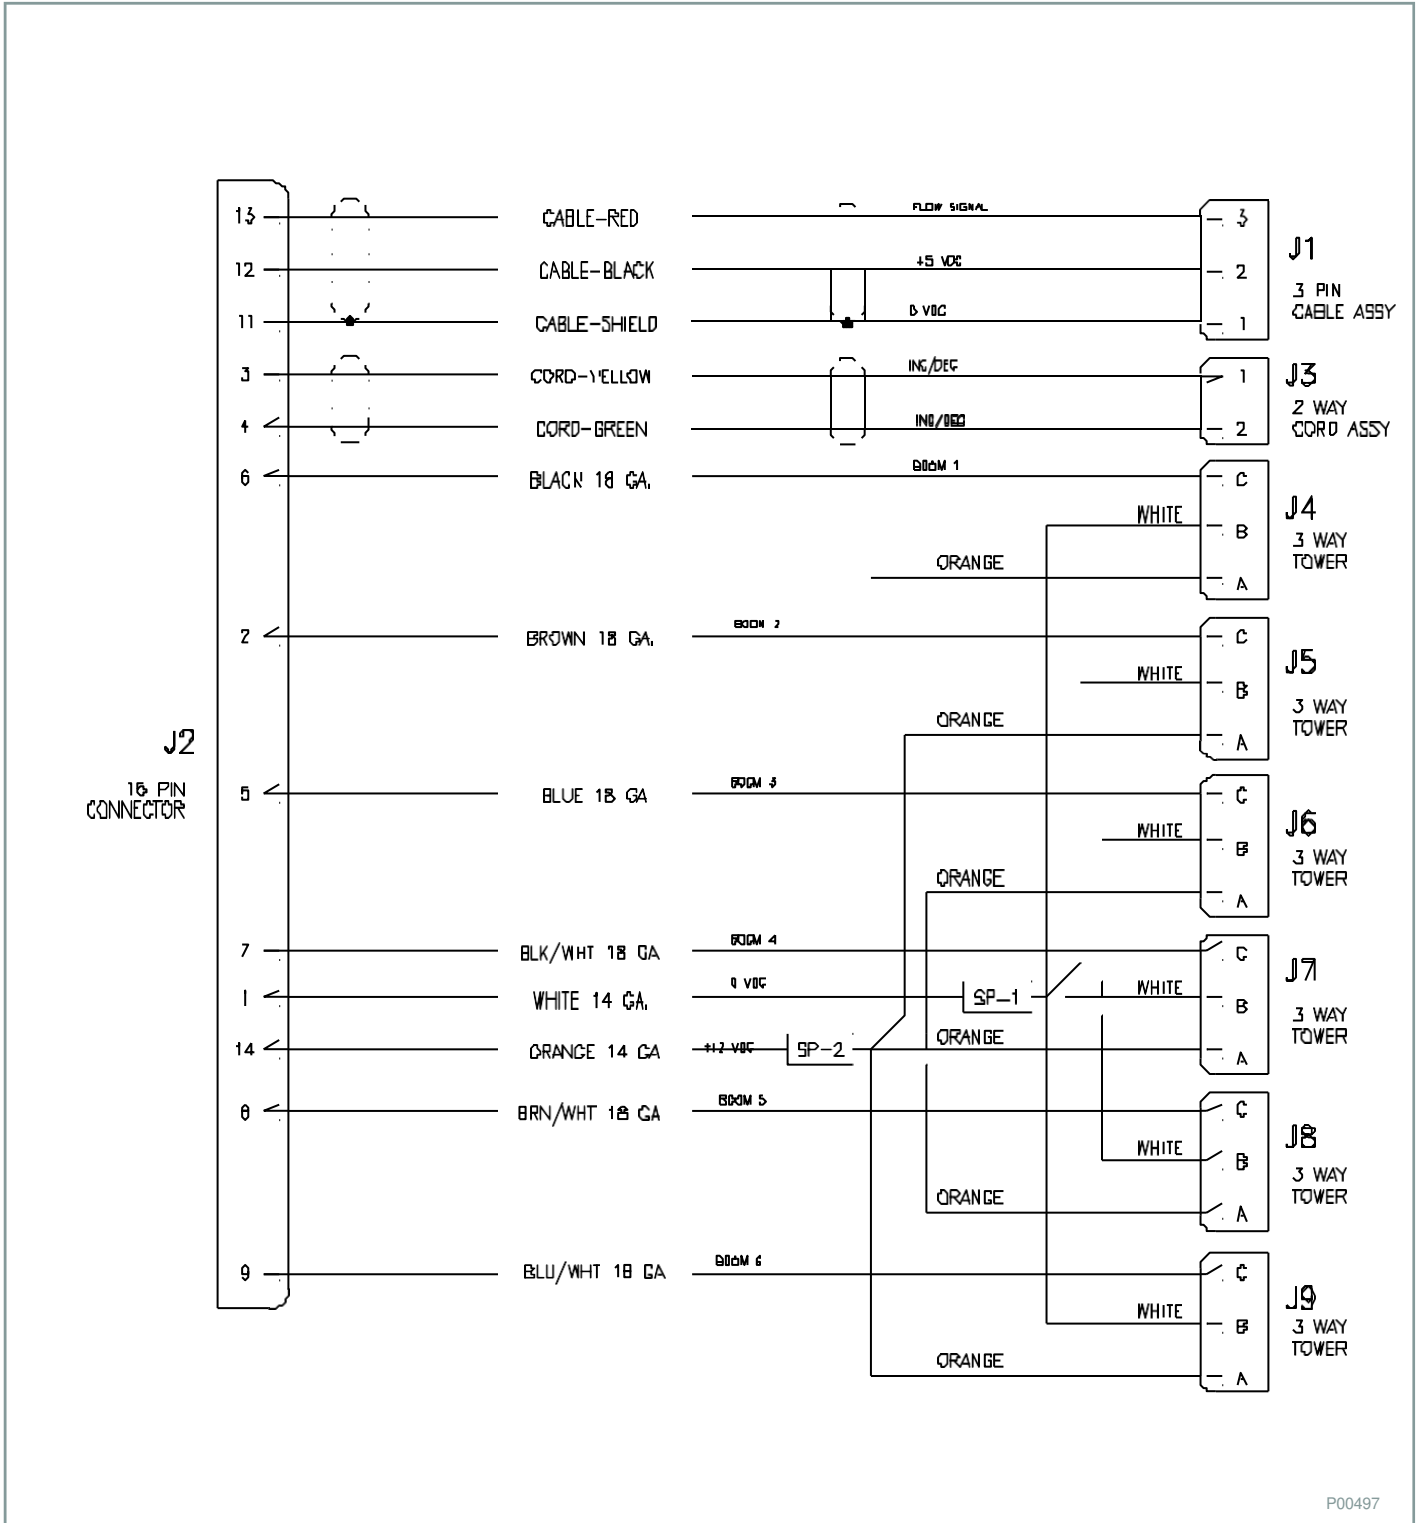 13 CABLE-RED FLOW SIGNAL 3
J1
12 CABLE-BLACK +5 VDC 2
3 PIN
CABLE ASSY
11 CABLE-SHIELD VDC 1
3 CORD-YELLOW INC/DEC 1
J3
2 WAY
CORD ASSY
4 CORD-GREEN INC/DEC 2
6 BLACK 18 GA. BOOM 1 C
J4
WHITE B
3 WAY
TOWER
ORANGE A
2 BROWN 18 GA. BOOM 2 C
J5
WHITE B
3 WAY
TOWER
ORANGE A
J2
16 PIN
CONNECTOR
5 BLUE 18 GA BOOM 3 C
J6
WHITE B
3 WAY
TOWER
ORANGE A
7 BLK/WHT 18 GA BOOM 4 C
J7
1 WHITE 14 GA. VDC SP-1 WHITE B
3 WAY
TOWER
14 ORANGE 14 GA +12 VDC SP-2 ORANGE A
8 BRN/WHT 18 GA BOOM 5 C
J8
WHITE B
3 WAY
TOWER
ORANGE A
9 BLU/WHT 18 GA BOOM 6 C
J9
WHITE B
3 WAY
TOWER
ORANGE A
P00497